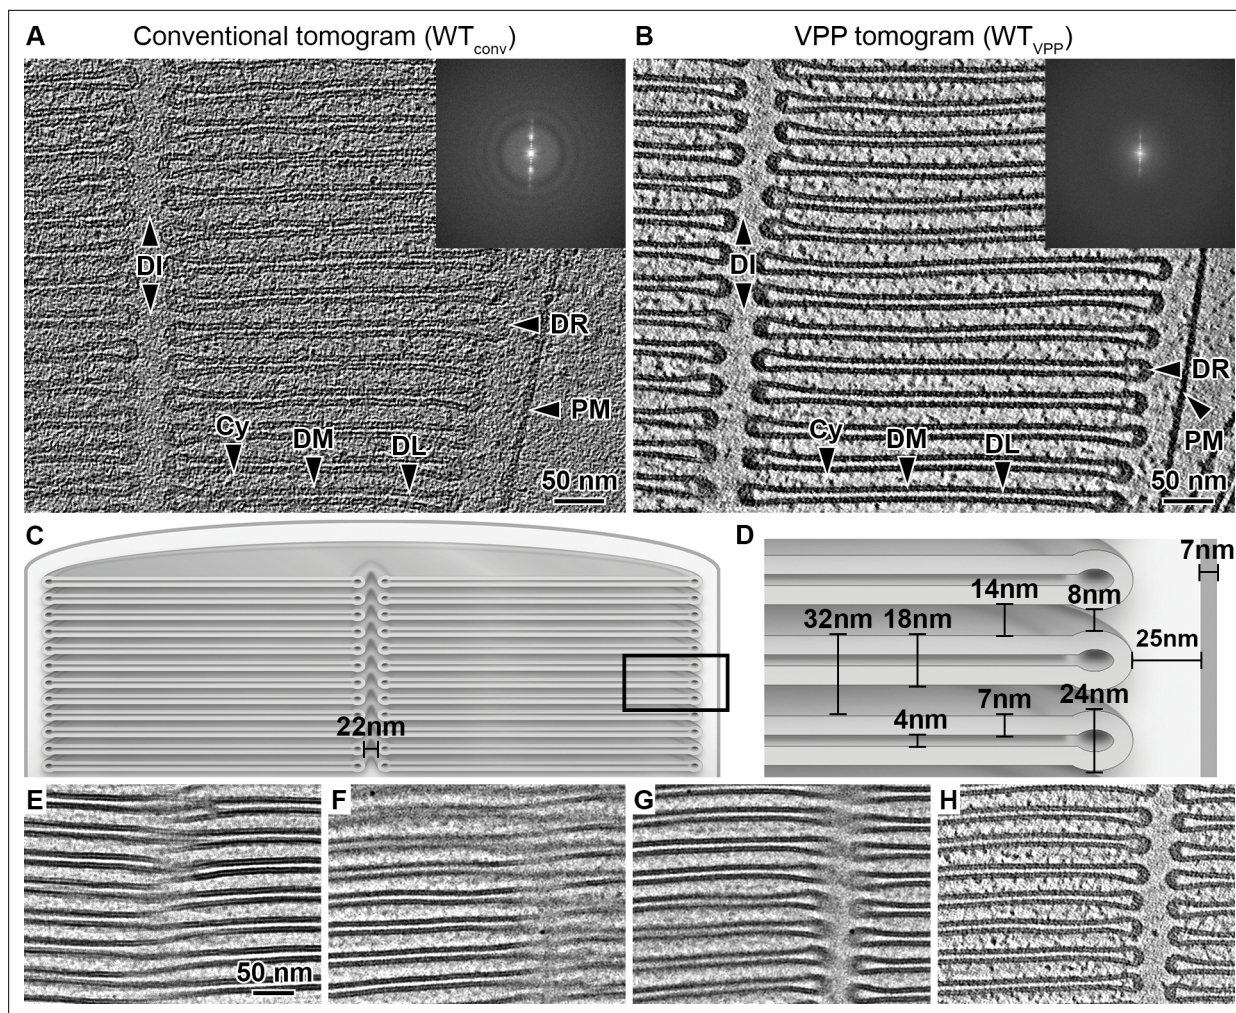 A Conventional tomogram (WTconv)
B VPP tomogram (WTVPP)
DI
DR
PM
Cy
DM
DL
50 nm
DI
DR
PM
Cy
DM
DL
50 nm
C
22nm
D
7nm
14nm
8nm
32nm
18nm
25nm
7nm
24nm
4nm
E
50 nm
F
G
H